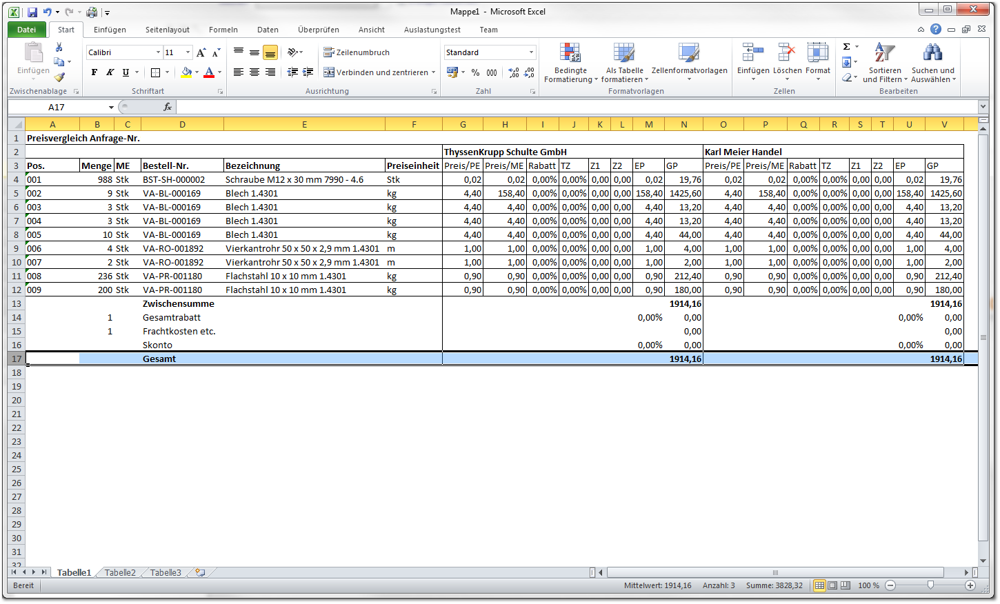 Mappe1 - Microsoft Excel
Datei Start Einfügen Seitenlayout Formeln Daten Überprüfen Ansicht Auslastungstest Team
Einfügen
Zwischenablage
Calibri 11
F K U A
Schriftart
Zeilenumbruch
Verbinden und zentrieren
Ausrichtung
Standard
% 000
Zahl
Bedingte Formatierung
Als Tabelle formatieren
Zellenformatvorlagen
Formatvorlagen
Einfügen Löschen Format
Zellen
Σ
Sortieren und Filtern
Suchen und Auswählen
Bearbeiten
A17 fx
A B C D E F G H I J K L M N O P Q R S T U V
1 Preisvergleich Anfrage-Nr.
2 ThyssenKrupp Schulte GmbH Karl Meier Handel
3 Pos. Menge ME Bestell-Nr. Bezeichnung Preiseinheit Preis/PE Preis/ME Rabatt TZ Z1 Z2 EP GP Preis/PE Preis/ME Rabatt TZ Z1 Z2 EP GP
4 001 988 Stk BST-SH-000002 Schraube M12 x 30 mm 7990 - 4.6 Stk 0,02 0,02 0,00% 0,00% 0,00 0,00 0,02 19,76 0,02 0,02 0,00% 0,00% 0,00 0,00 0,02 19,76
5 002 9 Stk VA-BL-000169 Blech 1.4301 kg 4,40 158,40 0,00% 0,00% 0,00 0,00 158,40 1425,60 4,40 158,40 0,00% 0,00% 0,00 0,00 158,40 1425,60
6 003 3 Stk VA-BL-000169 Blech 1.4301 kg 4,40 4,40 0,00% 0,00% 0,00 0,00 4,40 13,20 4,40 4,40 0,00% 0,00% 0,00 0,00 4,40 13,20
7 004 3 Stk VA-BL-000169 Blech 1.4301 kg 4,40 4,40 0,00% 0,00% 0,00 0,00 4,40 13,20 4,40 4,40 0,00% 0,00% 0,00 0,00 4,40 13,20
8 005 10 Stk VA-BL-000169 Blech 1.4301 kg 4,40 4,40 0,00% 0,00% 0,00 0,00 4,40 44,00 4,40 4,40 0,00% 0,00% 0,00 0,00 4,40 44,00
9 006 4 Stk VA-RO-001892 Vierkantrohr 50 x 50 x 2,9 mm 1.4301 m 1,00 1,00 0,00% 0,00% 0,00 0,00 1,00 4,00 1,00 1,00 0,00% 0,00% 0,00 0,00 1,00 4,00
10 007 2 Stk VA-RO-001892 Vierkantrohr 50 x 50 x 2,9 mm 1.4301 m 1,00 1,00 0,00% 0,00% 0,00 0,00 1,00 2,00 1,00 1,00 0,00% 0,00% 0,00 0,00 1,00 2,00
11 008 236 Stk VA-PR-001180 Flachstahl 10 x 10 mm 1.4301 kg 0,90 0,90 0,00% 0,00% 0,00 0,00 0,90 212,40 0,90 0,90 0,00% 0,00% 0,00 0,00 0,90 212,40
12 009 200 Stk VA-PR-001180 Flachstahl 10 x 10 mm 1.4301 kg 0,90 0,90 0,00% 0,00% 0,00 0,00 0,90 180,00 0,90 0,90 0,00% 0,00% 0,00 0,00 0,90 180,00
13 Zwischensumme 1914,16 1914,16
14 1 Gesamtrabatt 0,00% 0,00 0,00% 0,00
15 1 Frachtkosten etc. 0,00 0,00
16 Skonto 0,00% 0,00 0,00% 0,00
17 Gesamt 1914,16 1914,16
18
19
20
21
22
23
24
25
26
27
28
29
30
31
32
Tabelle1 Tabelle2 Tabelle3
Bereit Mittelwert: 1914,16 Anzahl: 3 Summe: 3828,32 100 %